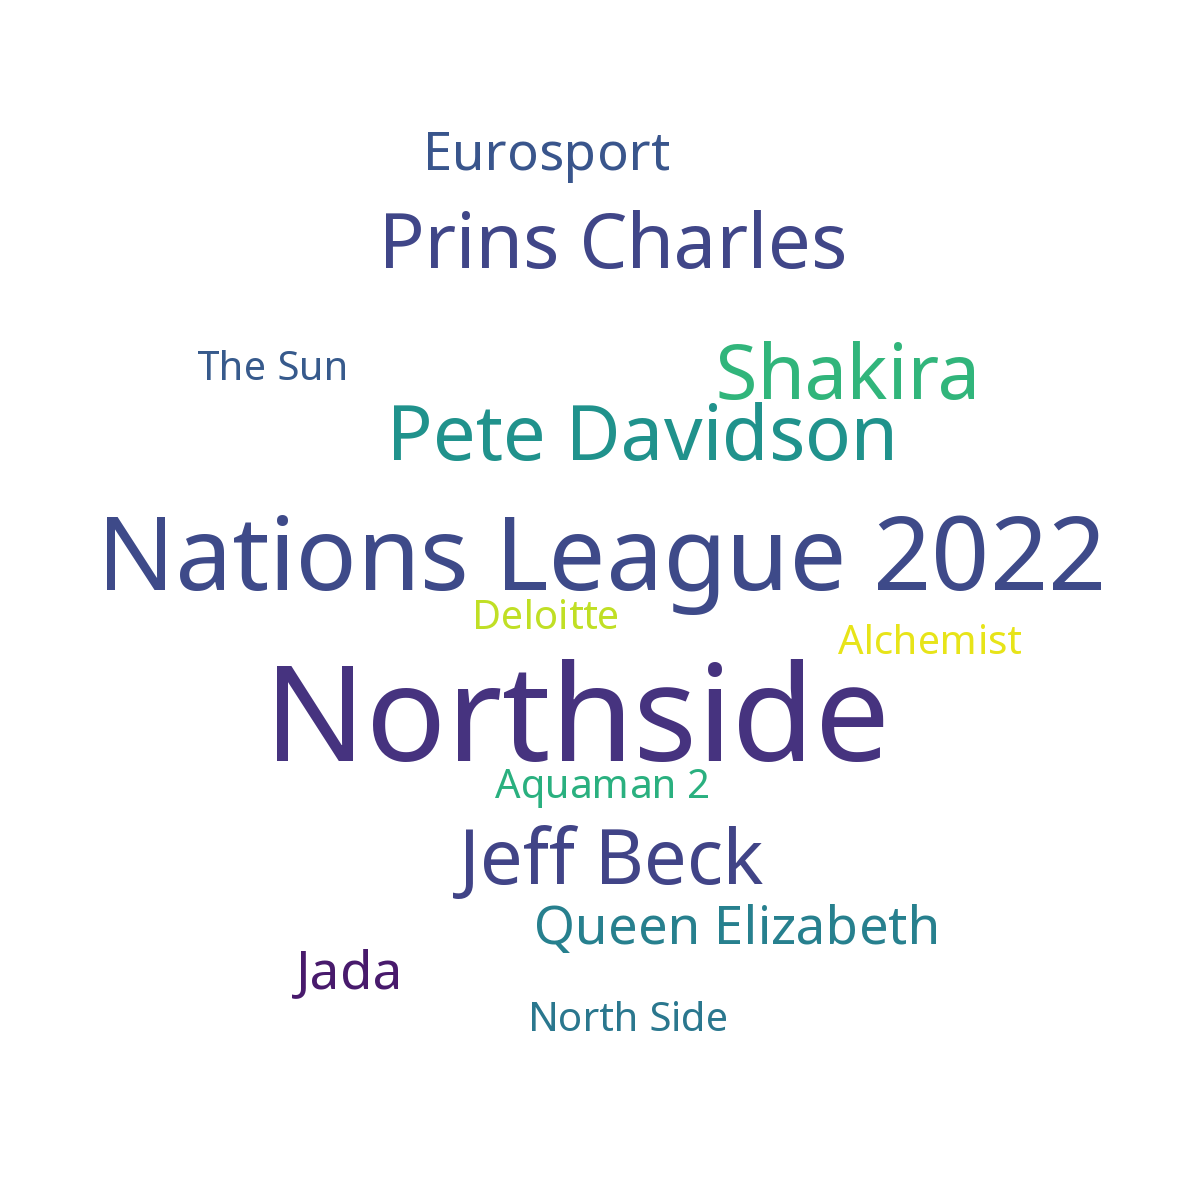 Eurosport
Prins Charles
Shakira
The Sun
Pete Davidson
Nations League 2022
Deloitte
Alchemist
Northside
Aquaman 2
Jeff Beck
Queen Elizabeth
Jada
North Side